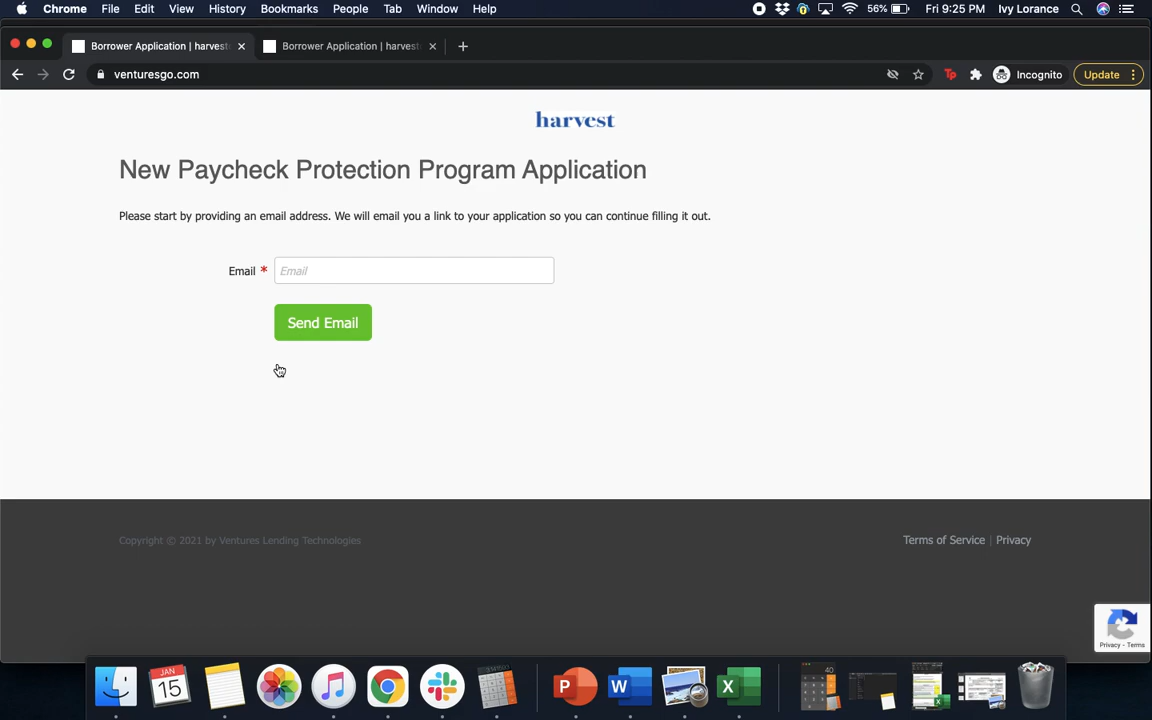 Chrome File Edit View History Bookmarks People Tab Window Help 56% Fri 9:25 PM Ivy Lorance
Borrower Application | harvest Borrower Application | harvest
venturesgo.com Incognito Update
harvest
New Paycheck Protection Program Application
Please start by providing an email address. We will email you a link to your application so you can continue filling it out.
Email * Email
Send Email
Copyright © 2021 by Ventures Lending Technologies Terms of Service | Privacy
Privacy - Terms
JAN
15
P W X
40